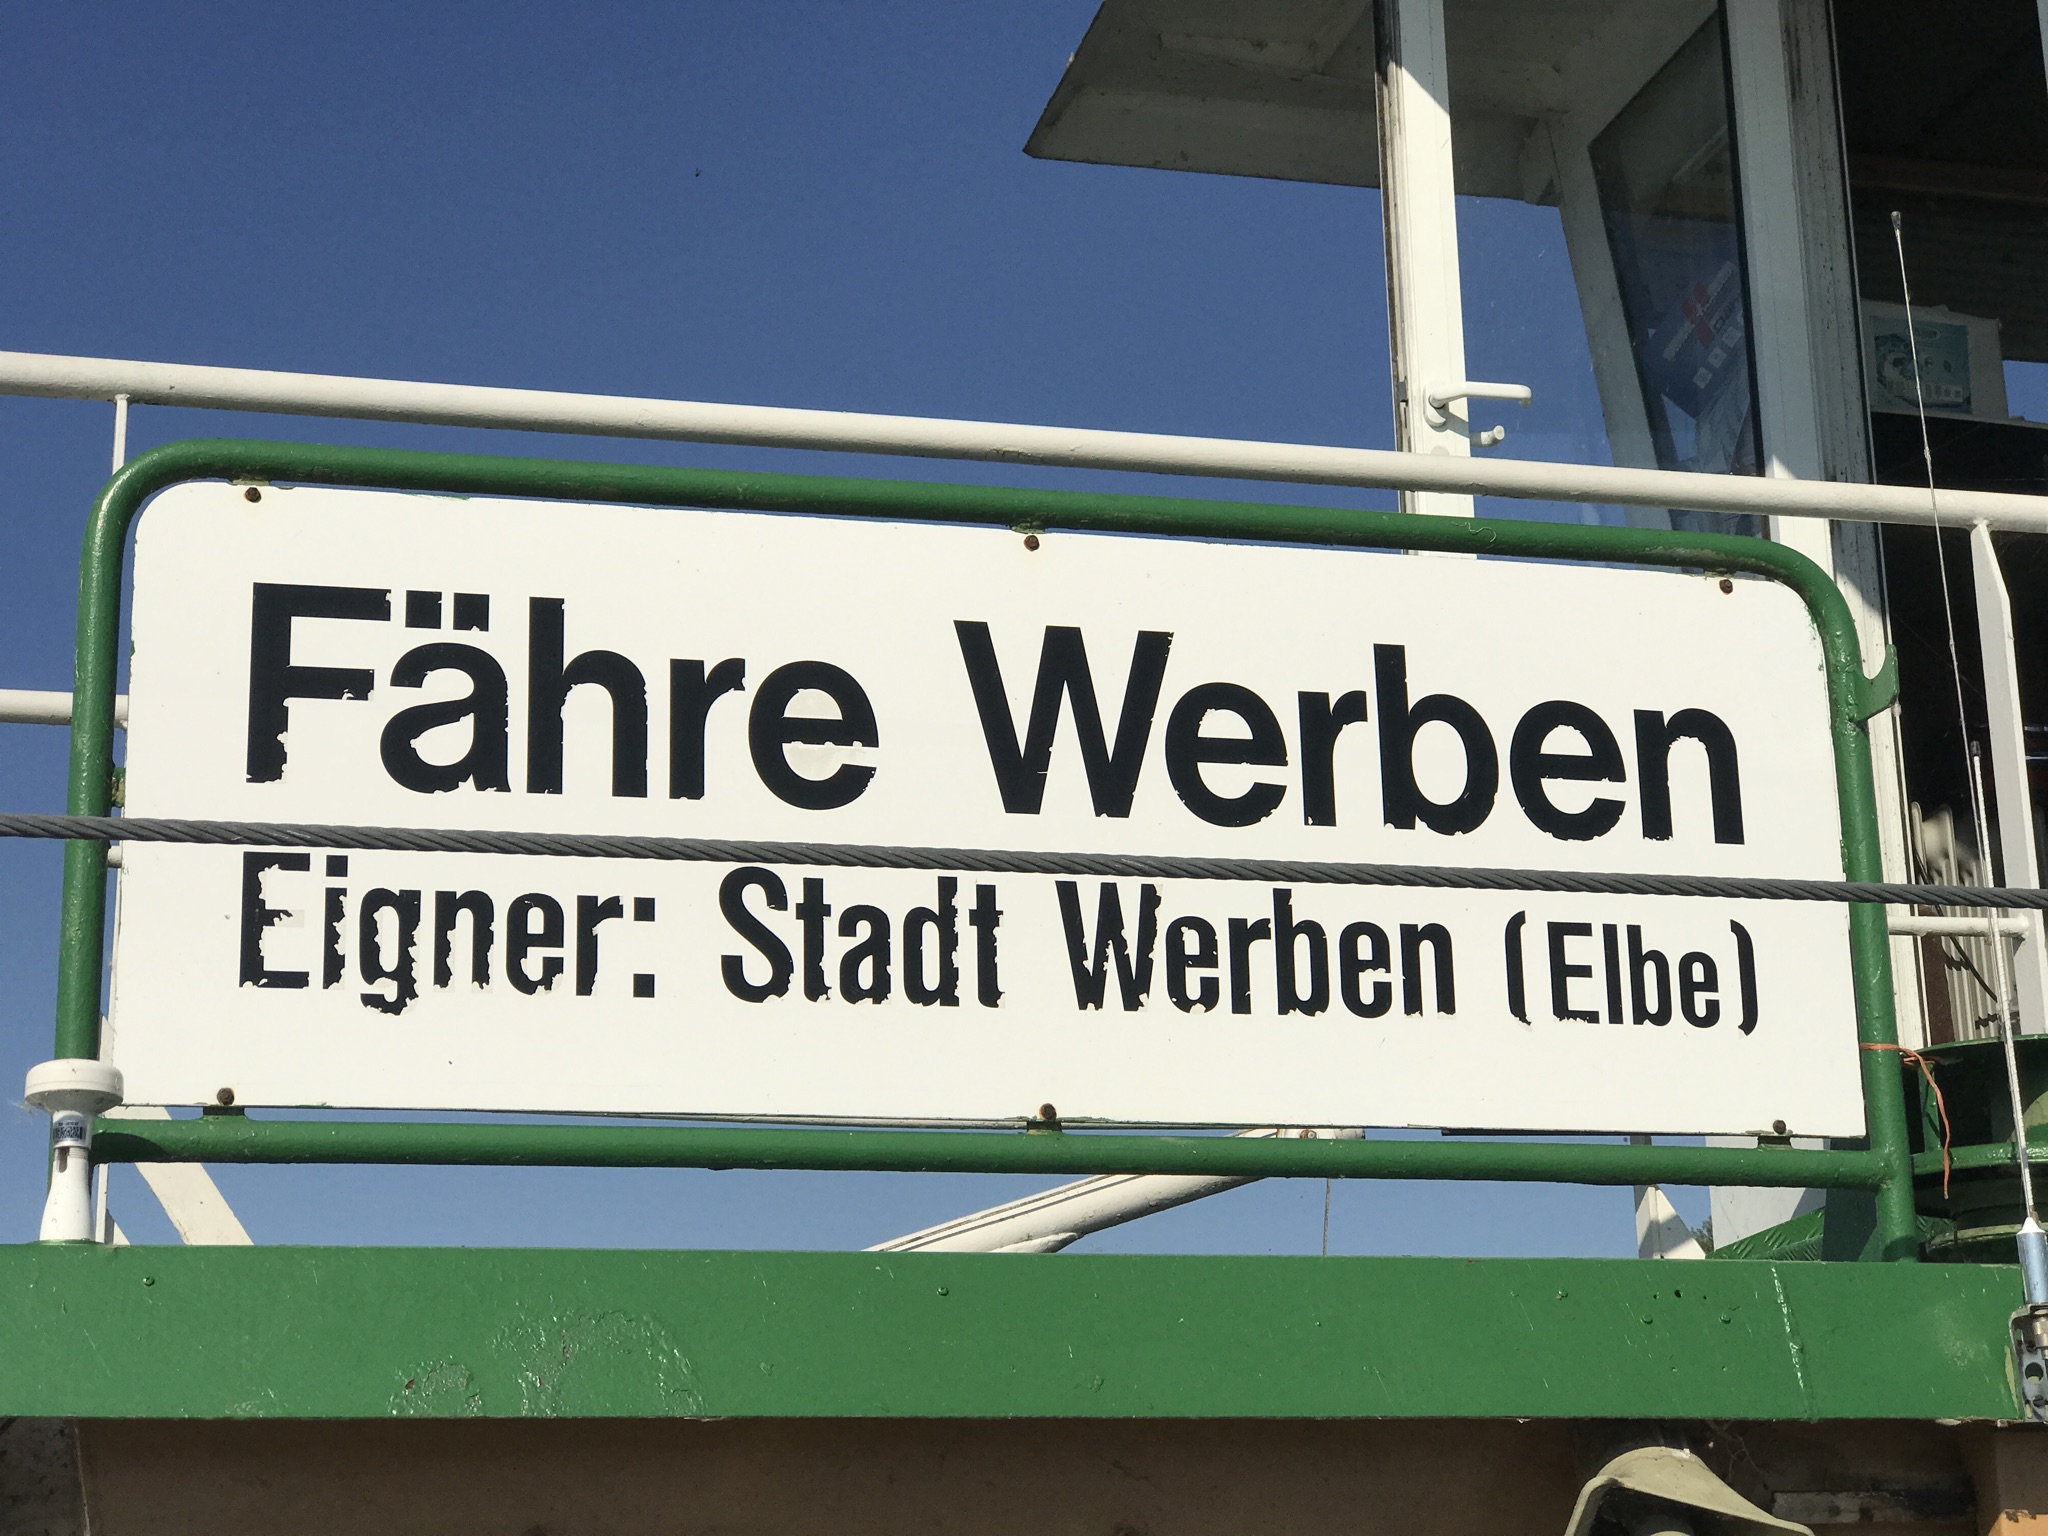 Fähre Werben
Eigner: Stadt Werben (Elbe)